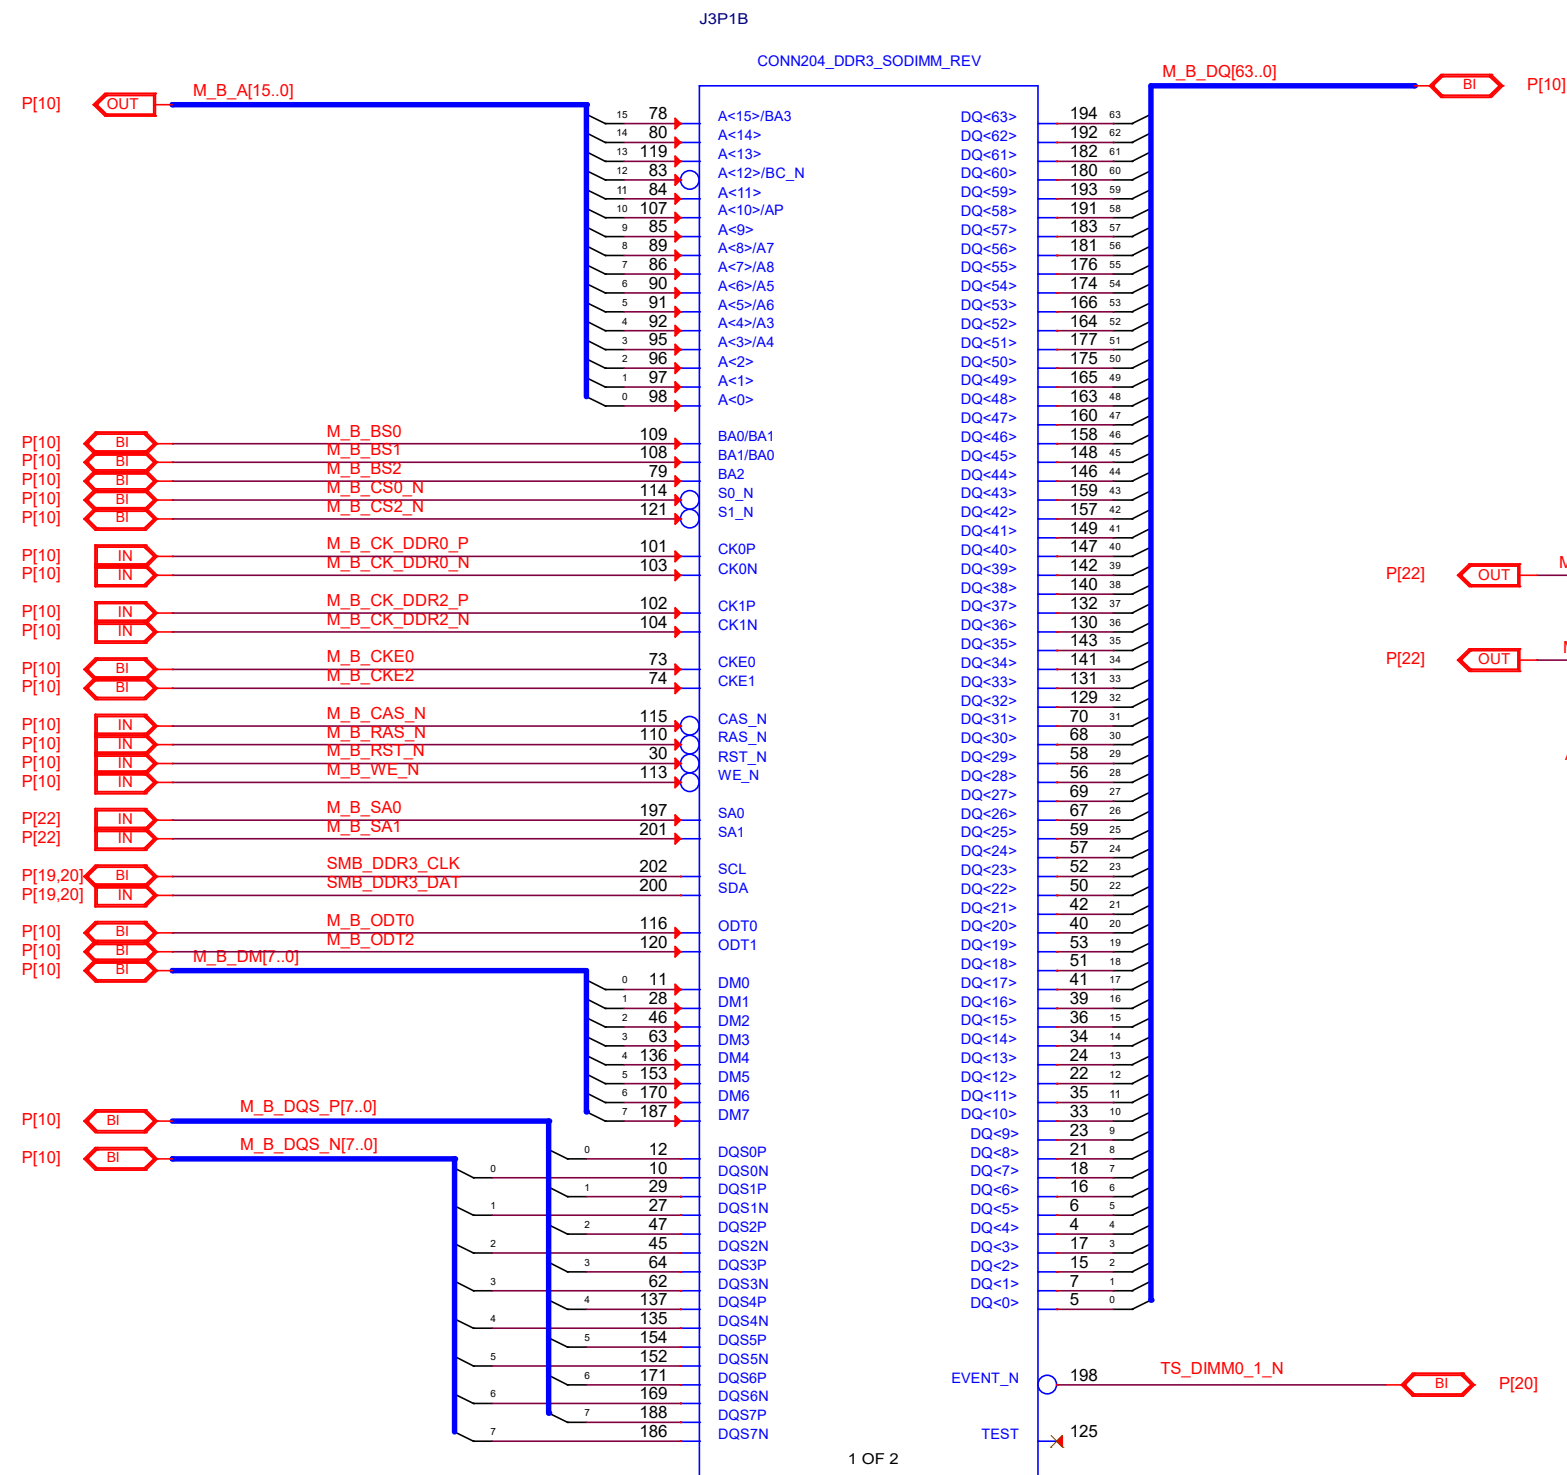 J3P1B
CONN204_DDR3_SODIMM_REV
P[10] OUT M_B_A[15..0]
M_B_DQ[63..0] BI P[10]
15 78 A<15>/BA3 DQ<63> 194 63
14 80 A<14> DQ<62> 192 62
13 119 A<13> DQ<61> 182 61
12 83 A<12>/BC_N DQ<60> 180 60
11 84 A<11> DQ<59> 193 59
10 107 A<10>/AP DQ<58> 191 58
9 85 A<9> DQ<57> 183 57
8 89 A<8>/A7 DQ<56> 181 56
7 86 A<7>/A8 DQ<55> 176 55
6 90 A<6>/A5 DQ<54> 174 54
5 91 A<5>/A6 DQ<53> 166 53
4 92 A<4>/A3 DQ<52> 164 52
3 95 A<3>/A4 DQ<51> 177 51
2 96 A<2> DQ<50> 175 50
1 97 A<1> DQ<49> 165 49
0 98 A<0> DQ<48> 163 48
DQ<47> 160 47
P[10] BI M_B_BS0 109 BA0/BA1 DQ<46> 158 46
P[10] BI M_B_BS1 108 BA1/BA0 DQ<45> 148 45
P[10] BI M_B_BS2 79 BA2 DQ<44> 146 44
P[10] BI M_B_CS0_N 114 S0_N DQ<43> 159 43
P[10] BI M_B_CS2_N 121 S1_N DQ<42> 157 42
DQ<41> 149 41
P[10] IN M_B_CK_DDR0_P 101 CK0P DQ<40> 147 40
P[10] IN M_B_CK_DDR0_N 103 CK0N DQ<39> 142 39
P[22] OUT M
DQ<38> 140 38
P[10] IN M_B_CK_DDR2_P 102 CK1P DQ<37> 132 37
P[10] IN M_B_CK_DDR2_N 104 CK1N DQ<36> 130 36
DQ<35> 143 35
P[10] BI M_B_CKE0 73 CKE0 DQ<34> 141 34
P[22] OUT
P[10] BI M_B_CKE2 74 CKE1 DQ<33> 131 33
DQ<32> 129 32
P[10] IN M_B_CAS_N 115 CAS_N DQ<31> 70 31
P[10] IN M_B_RAS_N 110 RAS_N DQ<30> 68 30
P[10] IN M_B_RST_N 30 RST_N DQ<29> 58 29
P[10] IN M_B_WE_N 113 WE_N DQ<28> 56 28
DQ<27> 69 27
P[22] IN M_B_SA0 197 SA0 DQ<26> 67 26
P[22] IN M_B_SA1 201 SA1 DQ<25> 59 25
DQ<24> 57 24
P[19,20] BI SMB_DDR3_CLK 202 SCL DQ<23> 52 23
P[19,20] IN SMB_DDR3_DAT 200 SDA DQ<22> 50 22
DQ<21> 42 21
P[10] BI M_B_ODT0 116 ODT0 DQ<20> 40 20
P[10] BI M_B_ODT2 120 ODT1 DQ<19> 53 19
P[10] BI M_B_DM[7..0] DQ<18> 51 18
0 11 DM0 DQ<17> 41 17
1 28 DM1 DQ<16> 39 16
2 46 DM2 DQ<15> 36 15
3 63 DM3 DQ<14> 34 14
4 136 DM4 DQ<13> 24 13
5 153 DM5 DQ<12> 22 12
6 170 DM6 DQ<11> 35 11
7 187 DM7 DQ<10> 33 10
P[10] BI M_B_DQS_P[7..0] DQ<9> 23 9
P[10] BI M_B_DQS_N[7..0]
0 12 DQS0P DQ<8> 21 8
0 10 DQS0N DQ<7> 18 7
1 29 DQS1P DQ<6> 16 6
1 27 DQS1N DQ<5> 6 5
2 47 DQS2P DQ<4> 4 4
2 45 DQS2N DQ<3> 17 3
3 64 DQS3P DQ<2> 15 2
3 62 DQS3N DQ<1> 7 1
4 137 DQS4P DQ<0> 5 0
4 135 DQS4N
5 154 DQS5P
5 152 DQS5N
6 171 DQS6P EVENT_N 198 TS_DIMM0_1_N BI P[20]
6 169 DQS6N
7 188 DQS7P
7 186 DQS7N TEST 125
1 OF 2